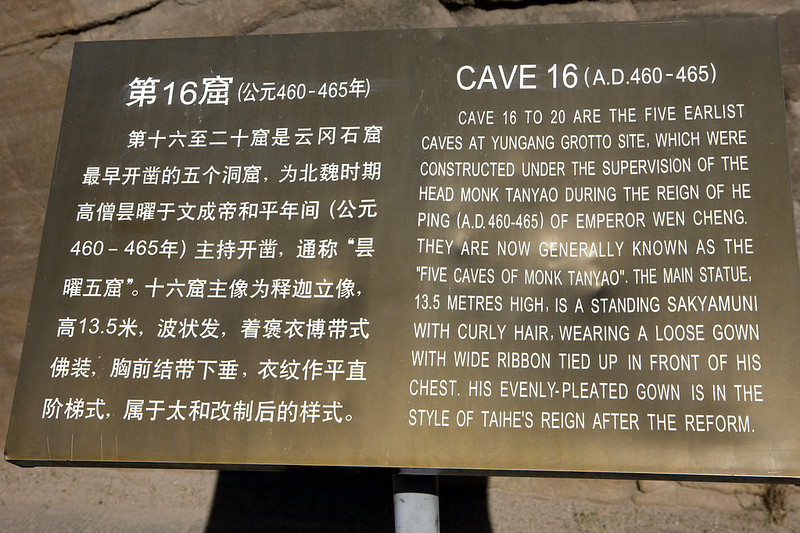 第16窟(公元460-465年)
第十六至二十窟是云冈石窟
最早开凿的五个洞窟，为北魏时期
高僧昙曜于文成帝和平年间（公元
460–465年）主持开凿，通称“昙
曜五窟”。十六窟主像为释迦立像，
高13.5米，波状发，着褒衣博带式
佛装，胸前结带下垂，衣纹作平直
阶梯式，属于太和改制后的样式。
CAVE 16 (A.D.460-465)
CAVE 16 TO 20 ARE THE FIVE EARLIST
CAVES AT YUNGANG GROTTO SITE, WHICH WERE
CONSTRUCTED UNDER THE SUPERVISION OF THE
HEAD MONK TANYAO DURING THE REIGN OF HE
PING (A.D.460-465) OF EMPEROR WEN CHENG.
THEY ARE NOW GENERALLY KNOWN AS THE
"FIVE CAVES OF MONK TANYAO". THE MAIN STATUE,
13.5 METRES HIGH, IS A STANDING SAKYAMUNI
WITH CURLY HAIR, WEARING A LOOSE GOWN
WITH WIDE RIBBON TIED UP IN FRONT OF HIS
CHEST. HIS EVENLY-PLEATED GOWN IS IN THE
STYLE OF TAIHE'S REIGN AFTER THE REFORM.